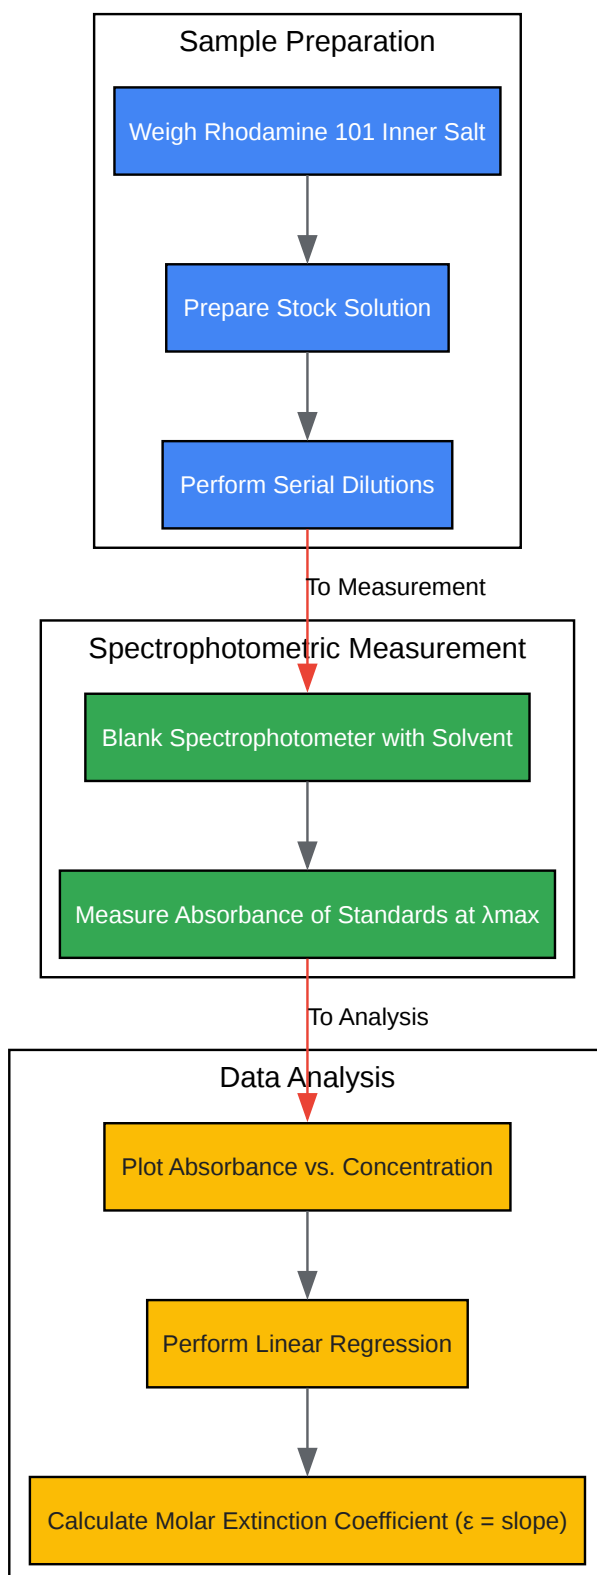 Sample Preparation
Weigh Rhodamine 101 Inner Salt
Prepare Stock Solution
Perform Serial Dilutions
To Measurement
Spectrophotometric Measurement
Blank Spectrophotometer with Solvent
Measure Absorbance of Standards at λmax
To Analysis
Data Analysis
Plot Absorbance vs. Concentration
Perform Linear Regression
Calculate Molar Extinction Coefficient (ε = slope)